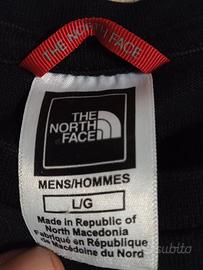 THE NORTH FACE
THE
NORTH
FACE
MENS/HOMMES
L/G
Made in Republic of
North Macedonia
Fabriqué en République
de Macédoine du Nord
subito